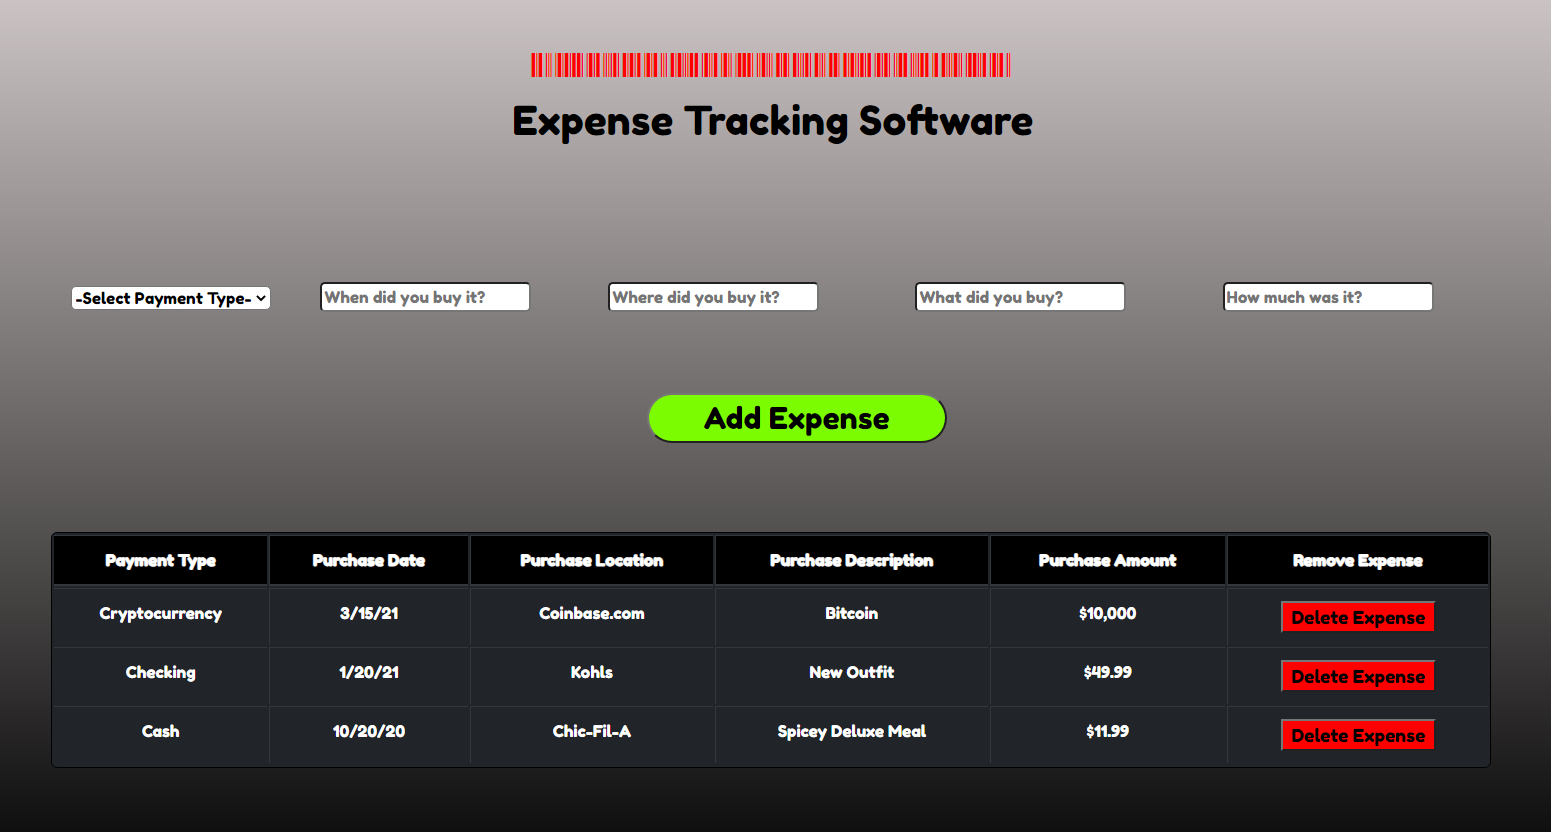 Expense Tracking Software
-Select Payment Type-
When did you buy it?
Where did you buy it?
What did you buy?
How much was it?
Add Expense
Payment Type Purchase Date Purchase Location Purchase Description Purchase Amount Remove Expense
Cryptocurrency 3/15/21 Coinbase.com Bitcoin $10,000 Delete Expense
Checking 1/20/21 Kohls New Outfit $49.99 Delete Expense
Cash 10/20/20 Chic-Fil-A Spicey Deluxe Meal $11.99 Delete Expense